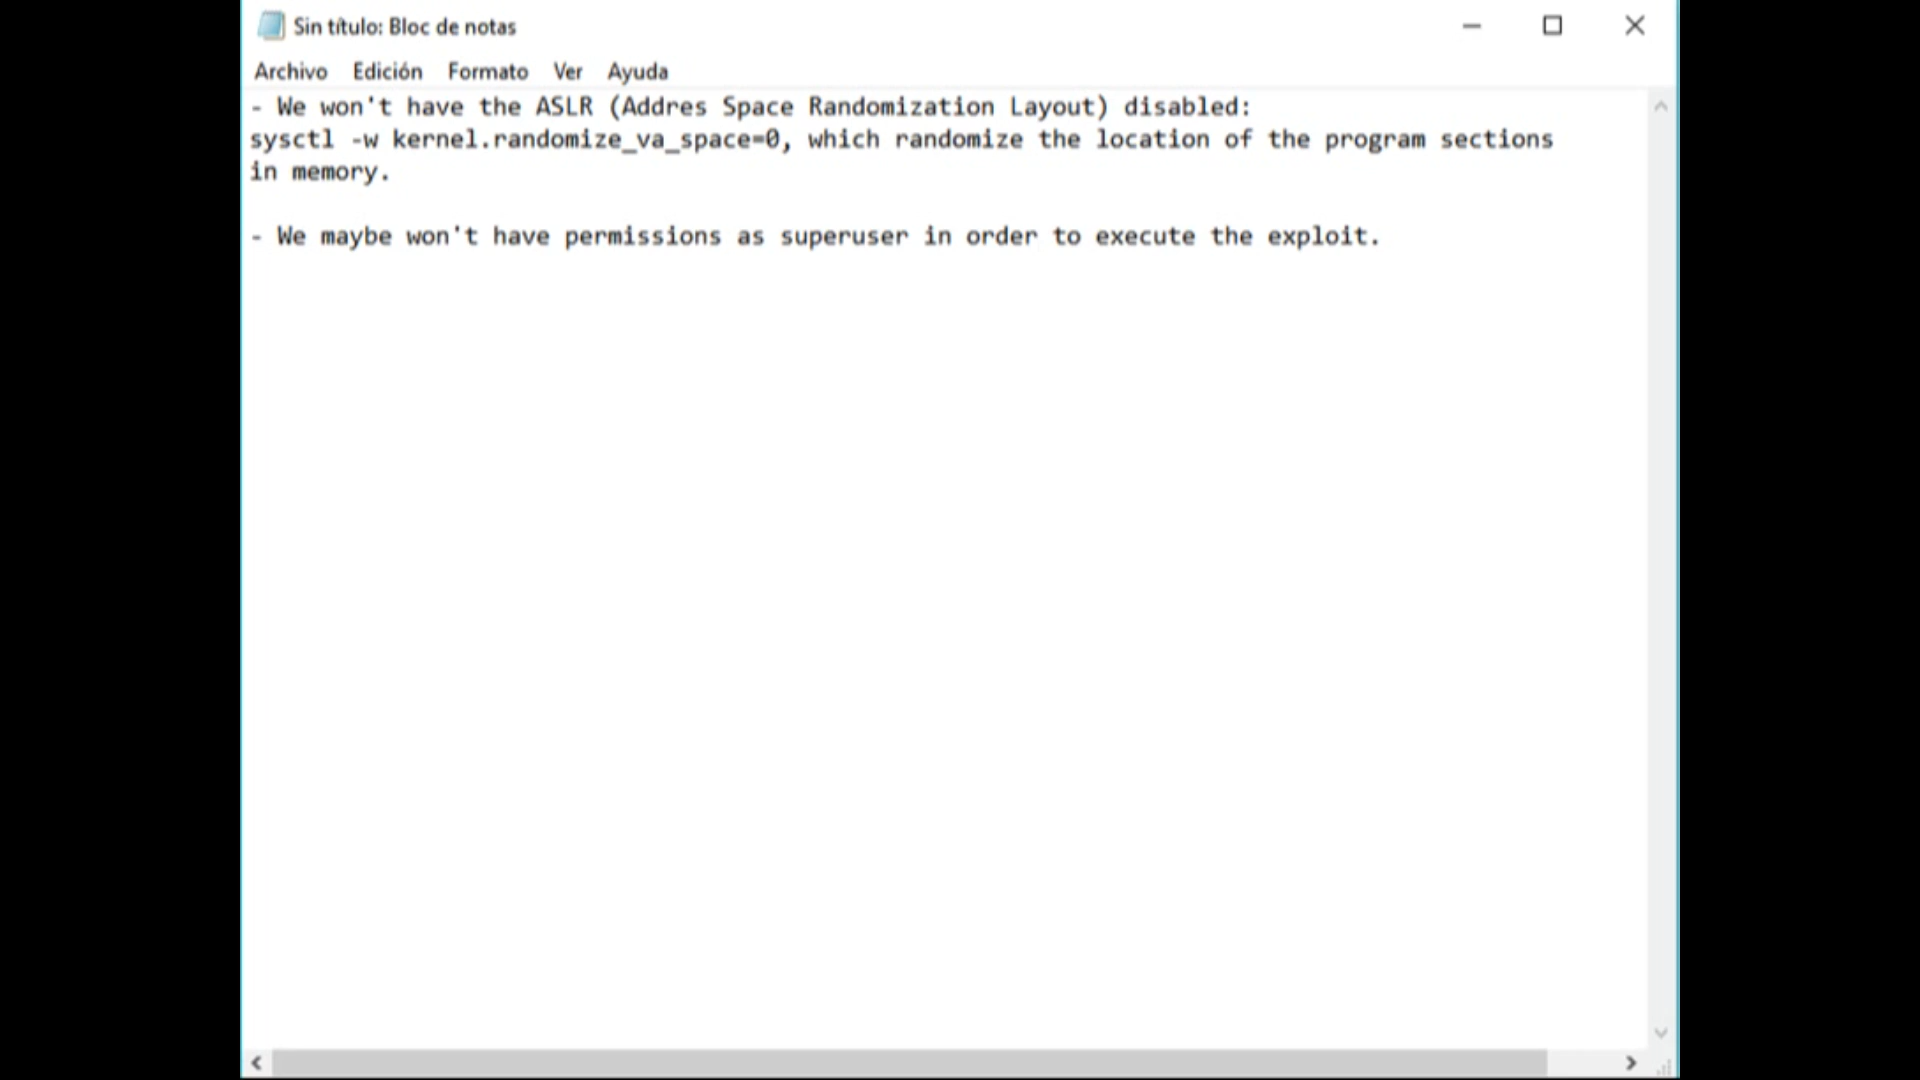 Sin título: Bloc de notas
Archivo Edición Formato Ver Ayuda
- We won't have the ASLR (Addres Space Randomization Layout) disabled:
sysctl -w kernel.randomize_va_space=0, which randomize the location of the program sections
in memory.
- We maybe won't have permissions as superuser in order to execute the exploit.